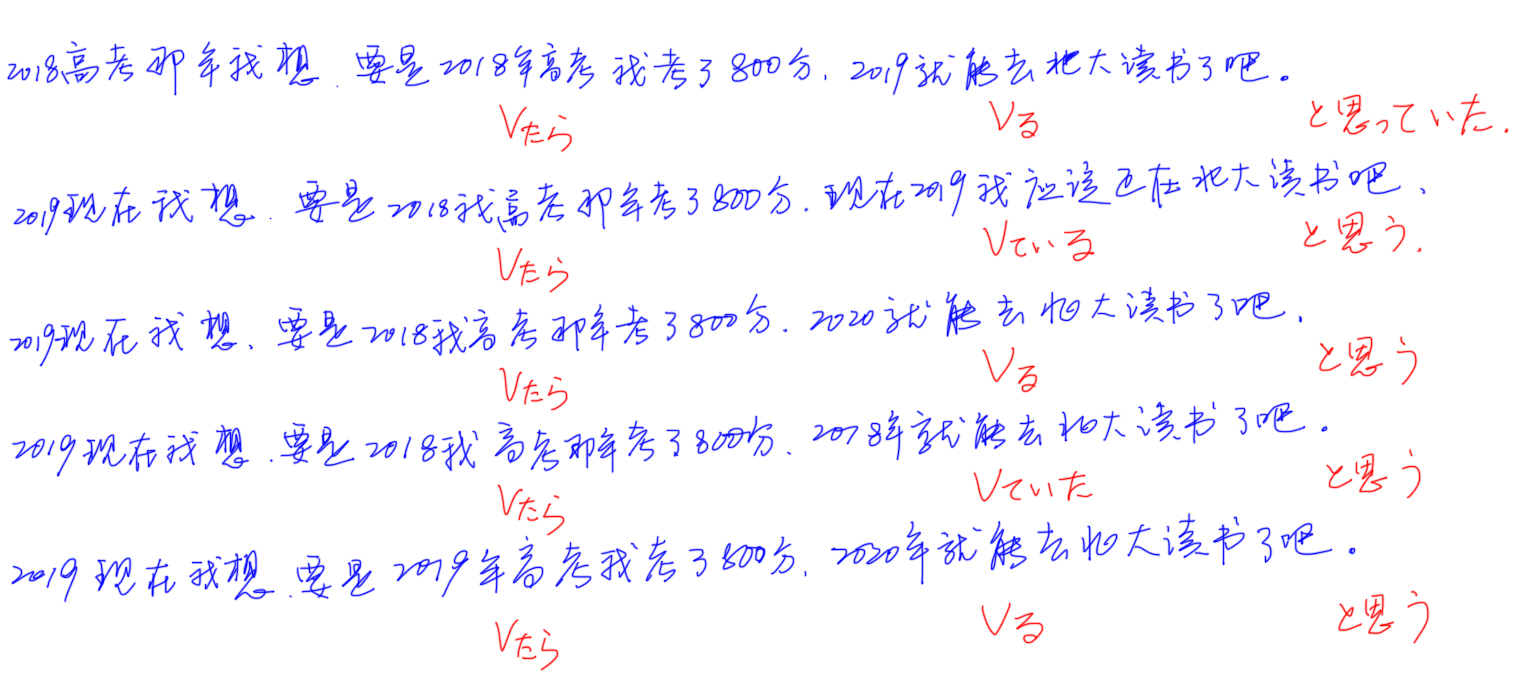 2018高考那年我想.要是2018年高考我考了800分,2019就能去北大读书了吧。
Vたら Vる と思っていた.
2019现在我想.要是2018我高考那年考了800分.现在2019我应该正在北大读书吧、
Vたら Vている と思う.
2019现在我想、要是2018我高考那年考了800分.2020就能去北大读书了吧.
Vたら Vる と思う
2019现在我想.要是2018我高考那年考了800分、2018年就能去北大读书了吧。
Vたら Vていた と思う
2019现在我想.要是2019年高考我考了800分,2020年就能去北大读书了吧。
Vたら Vる と思う